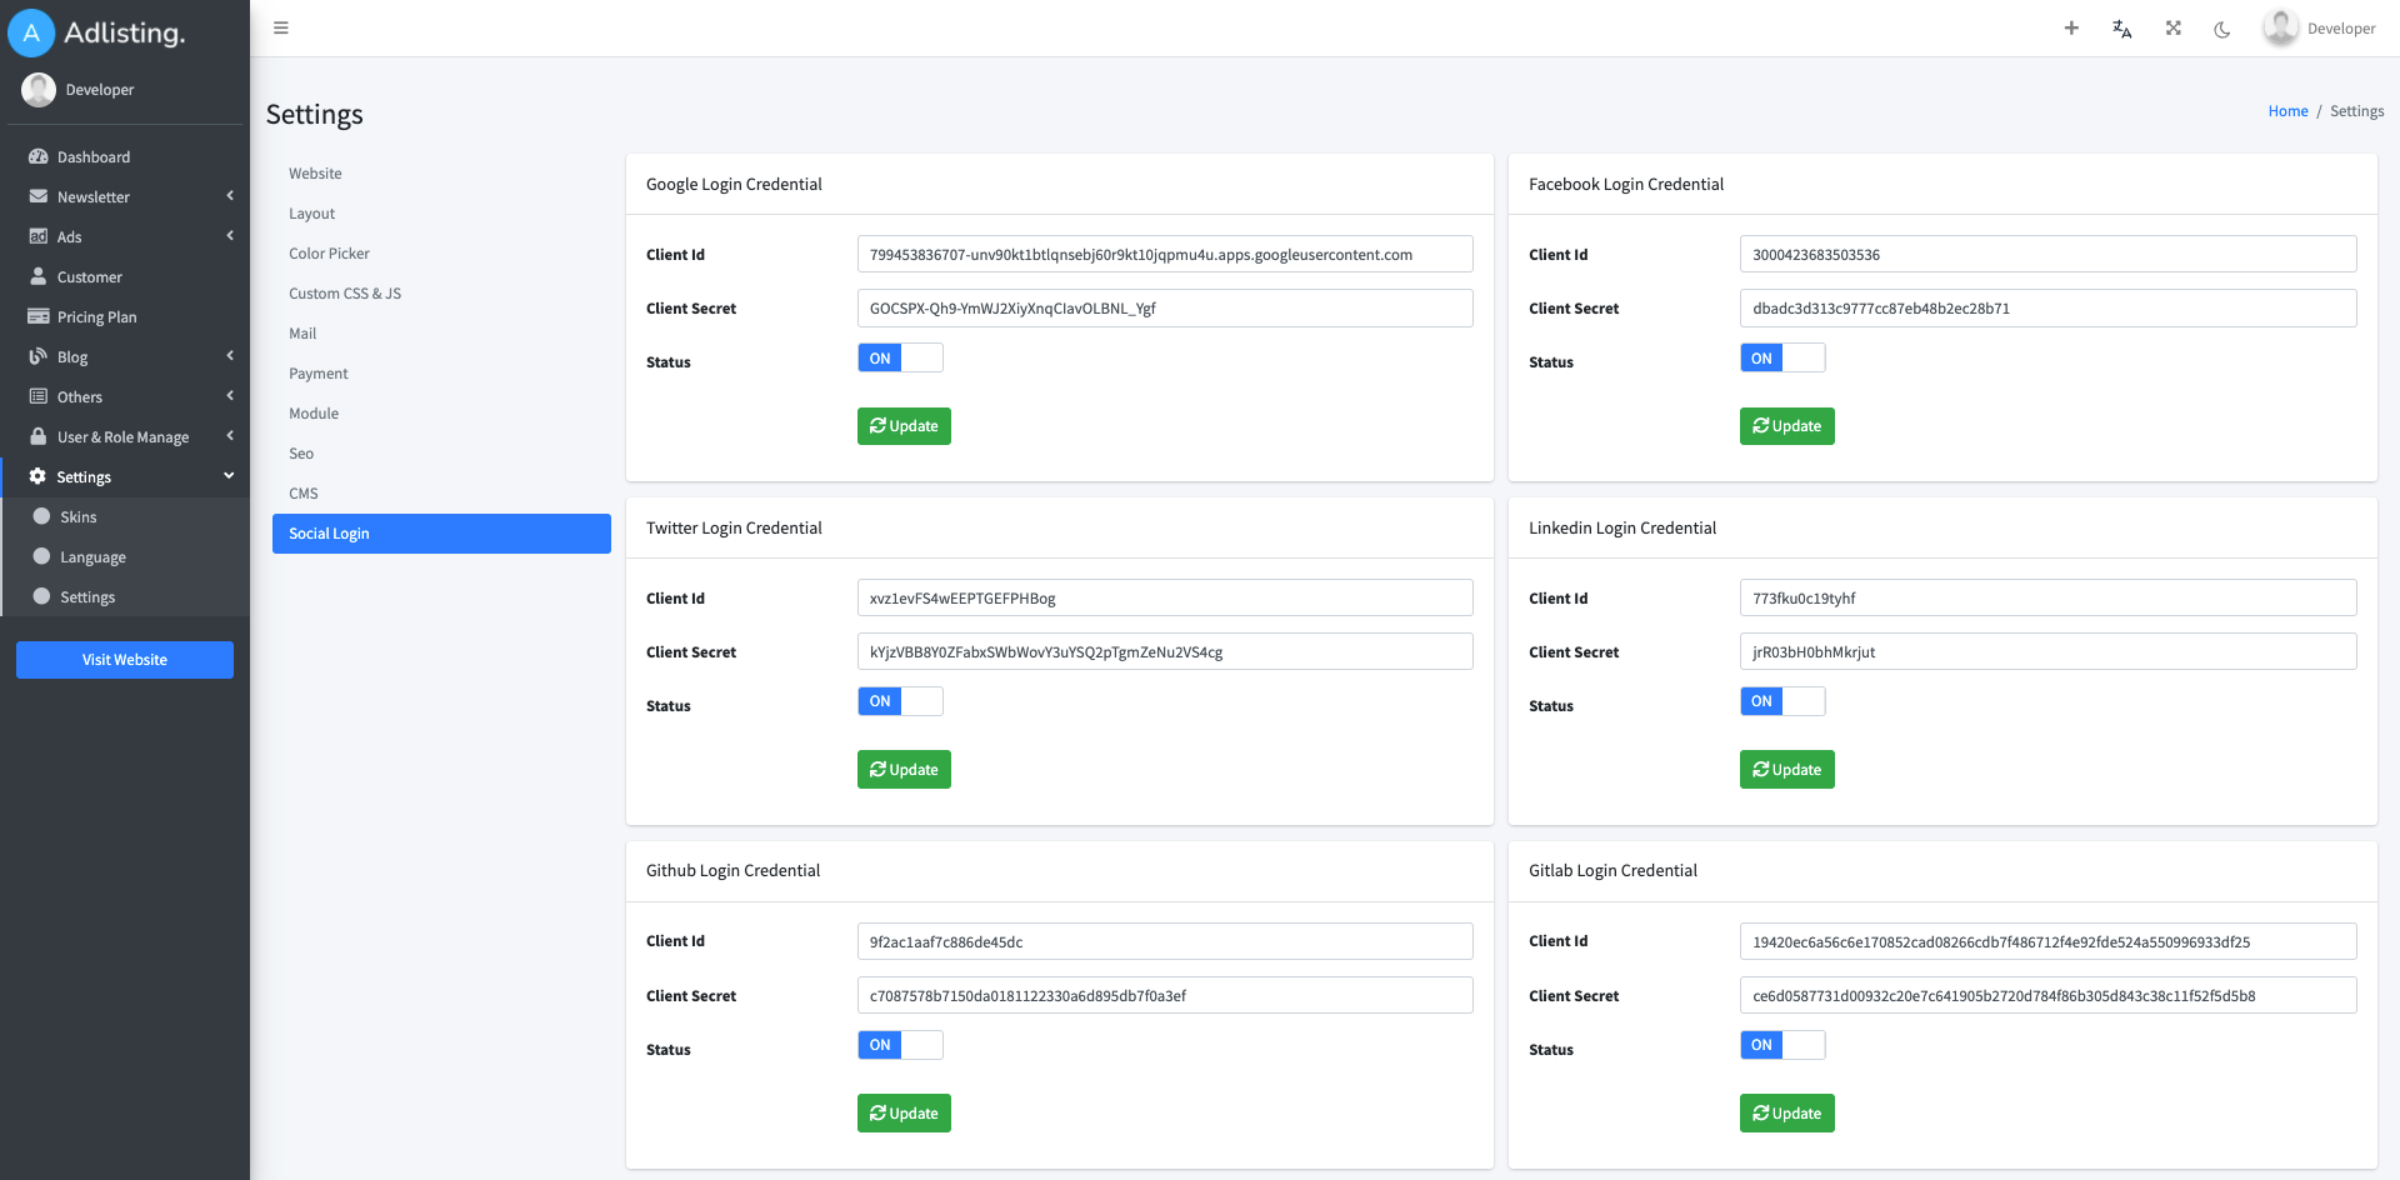 A Adlisting.
Developer
Dashboard
Newsletter
Ads
Customer
Pricing Plan
Blog
Others
User & Role Manage
Settings
Skins
Language
Settings
Visit Website
Developer
Settings
Home / Settings
Website
Layout
Color Picker
Custom CSS & JS
Mail
Payment
Module
Seo
CMS
Social Login
Google Login Credential
Client Id
799453836707-unv90kt1btlqnsebj60r9kt10jqpmu4u.apps.googleusercontent.com
Client Secret
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
Status
ON
Update
Facebook Login Credential
Client Id
3000423683503536
Client Secret
dbadc3d313c9777cc87eb48b2ec28b71
Status
ON
Update
Twitter Login Credential
Client Id
xvz1evFS4wEEPTGEFPHBog
Client Secret
kYjzVBB8Y0ZFabxSWbWovY3uYSQ2pTgmZeNu2VS4cg
Status
ON
Update
Linkedin Login Credential
Client Id
773fku0c19tyhf
Client Secret
jrR03bH0bhMkrjut
Status
ON
Update
Github Login Credential
Client Id
9f2ac1aaf7c886de45dc
Client Secret
c7087578b7150da0181122330a6d895db7f0a3ef
Status
ON
Update
Gitlab Login Credential
Client Id
19420ec6a56c6e170852cad08266cdb7f486712f4e92fde524a550996933df25
Client Secret
ce6d0587731d00932c20e7c641905b2720d784f86b305d843c38c11f52f5d5b8
Status
ON
Update